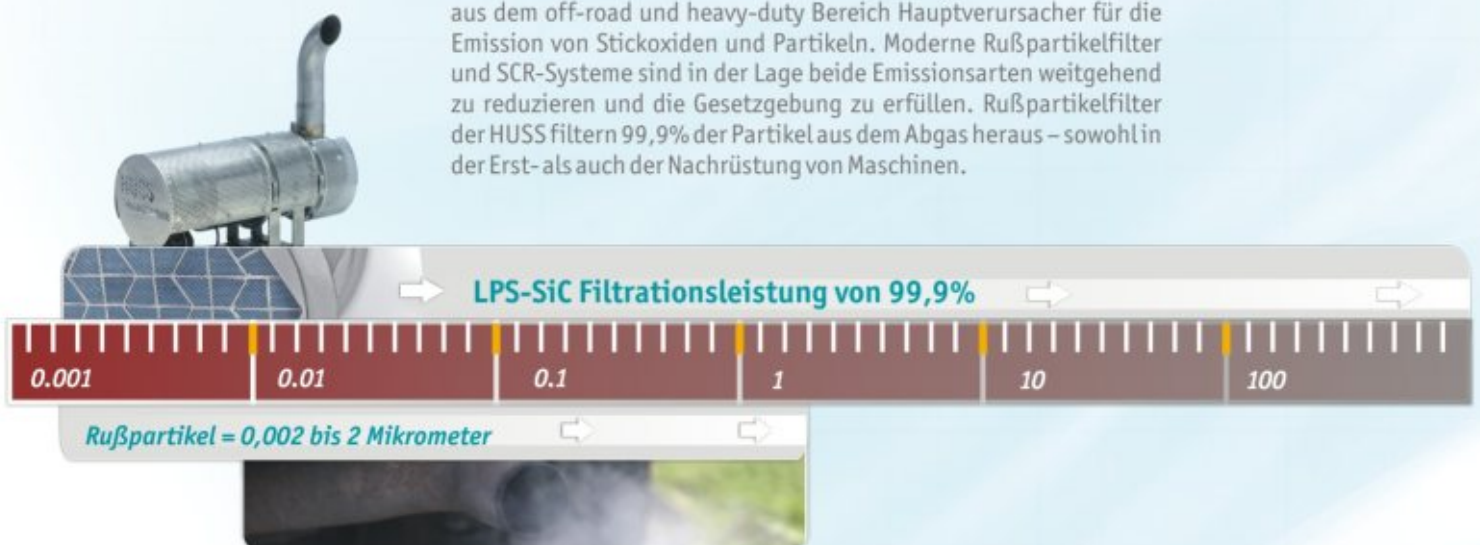 aus dem off-road und heavy-duty Bereich Hauptverursacher für die
Emission von Stickoxiden und Partikeln. Moderne Rußpartikelfilter
und SCR-Systeme sind in der Lage beide Emissionsarten weitgehend
zu reduzieren und die Gesetzgebung zu erfüllen. Rußpartikelfilter
der HUSS filtern 99,9% der Partikel aus dem Abgas heraus – sowohl in
der Erst- als auch der Nachrüstung von Maschinen.
LPS-SiC Filtrationsleistung von 99,9%
0.001 0.01 0.1 1 10 100
Rußpartikel = 0,002 bis 2 Mikrometer